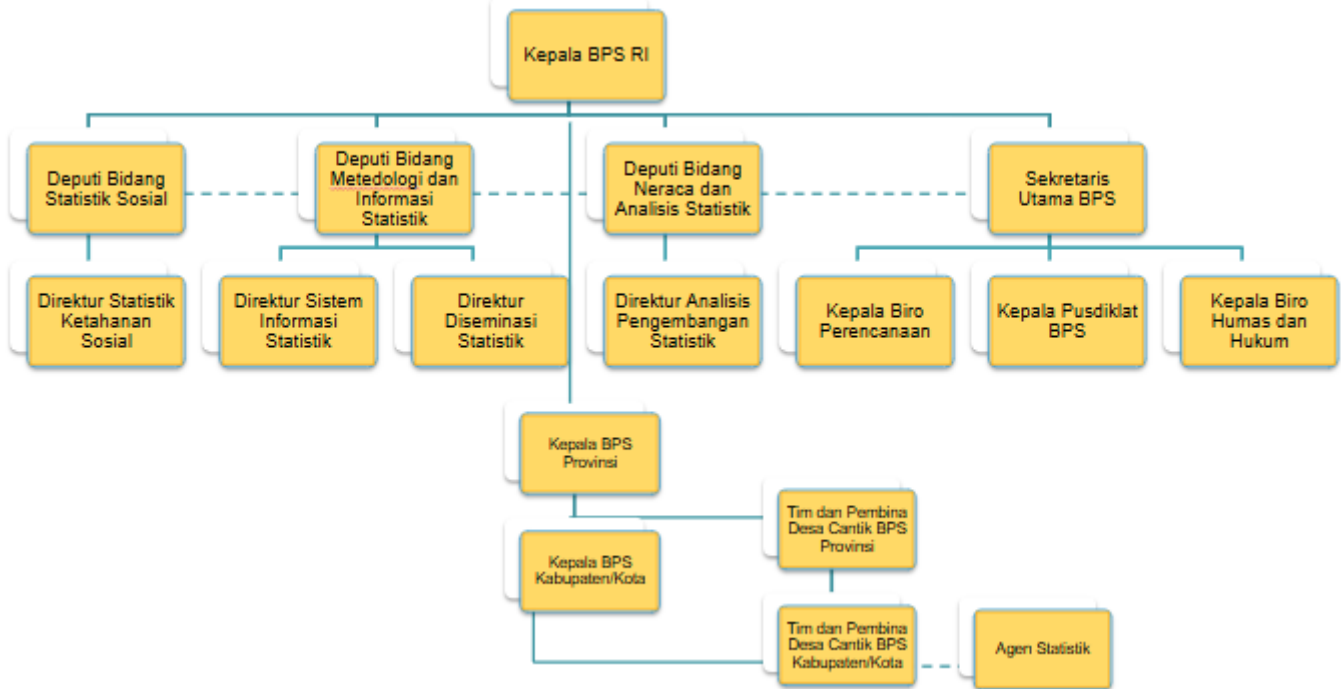 Kepala BPS RI
Deputi Bidang
Statistik Sosial
Deputi Bidang
Metedologi dan
Informasi
Statistik
Deputi Bidang
Neraca dan
Analisis Statistik
Sekretaris
Utama BPS
Direktur Statistik
Ketahanan
Sosial
Direktur Sistem
Informasi
Statistik
Direktur
Diseminasi
Statistik
Direktur Analisis
Pengembangan
Statistik
Kepala Biro
Perencanaan
Kepala Pusdiklat
BPS
Kepala Biro
Humas dan
Hukum
Kepala BPS
Provinsi
Tim dan Pembina
Desa Cantik BPS
Provinsi
Kepala BPS
Kabupaten/Kota
Tim dan Pembina
Desa Cantik BPS
Kabupaten/Kota
Agen Statistik